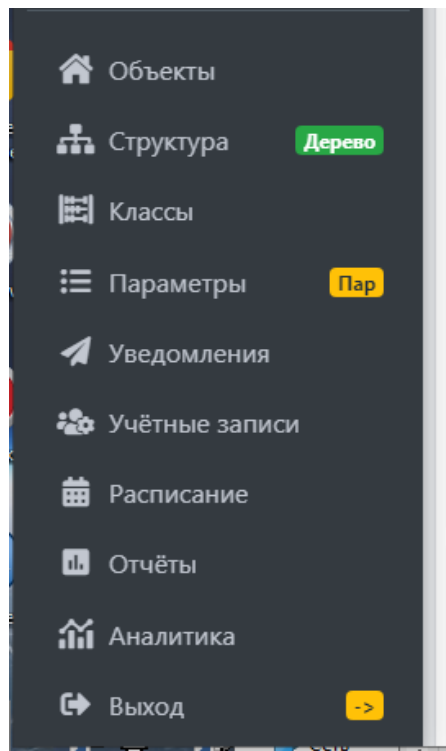 Объекты
Структура Дерево
Классы
Параметры Пар
Уведомления
Учётные записи
Расписание
Отчёты
Аналитика
Выход ->